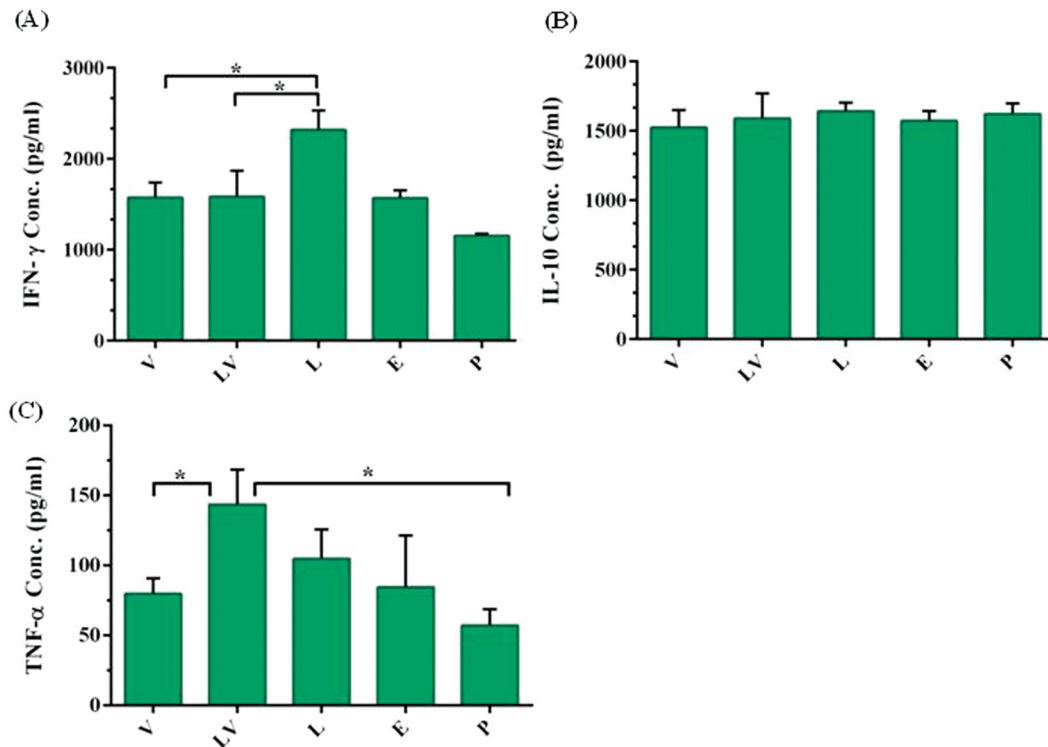 (A)
IFN- γ Conc. (pg/ml)
3000
2000
1000
0
*
*
V
LV
L
E
P
(B)
IL-10 Conc. (pg/ml)
2000
1500
1000
500
0
V
LV
L
E
P
(C)
TNF-α Conc. (pg/ml)
200
150
100
50
0
*
*
V
LV
L
E
P